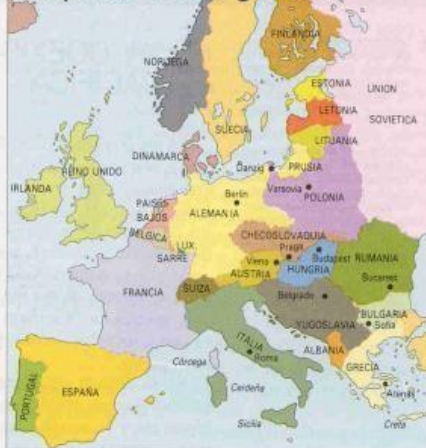 FINLANDIA
NORUEGA
ESTONIA
UNION
LETONIA
SOVIETICA
SUECIA
LITUANIA
DINAMARCA
Danzig
PRUSIA
REINO UNIDO
IRLANDA
Berlín
Varsovia
POLONIA
PAISES
BAJOS
ALEMANIA
BELGICA
LUX.
CHECOSLOVAQUIA
Praga
SARRE
Viena
Budapest
RUMANIA
AUSTRIA
HUNGRIA
FRANCIA
SUIZA
Bucarest
Belgrado
BULGARIA
YUGOSLAVIA
Sofía
ITALIA
ALBANIA
Córcega
Roma
GRECIA
PORTUGAL
ESPAÑA
Cerdeña
Atenas
Sicilia
Creta